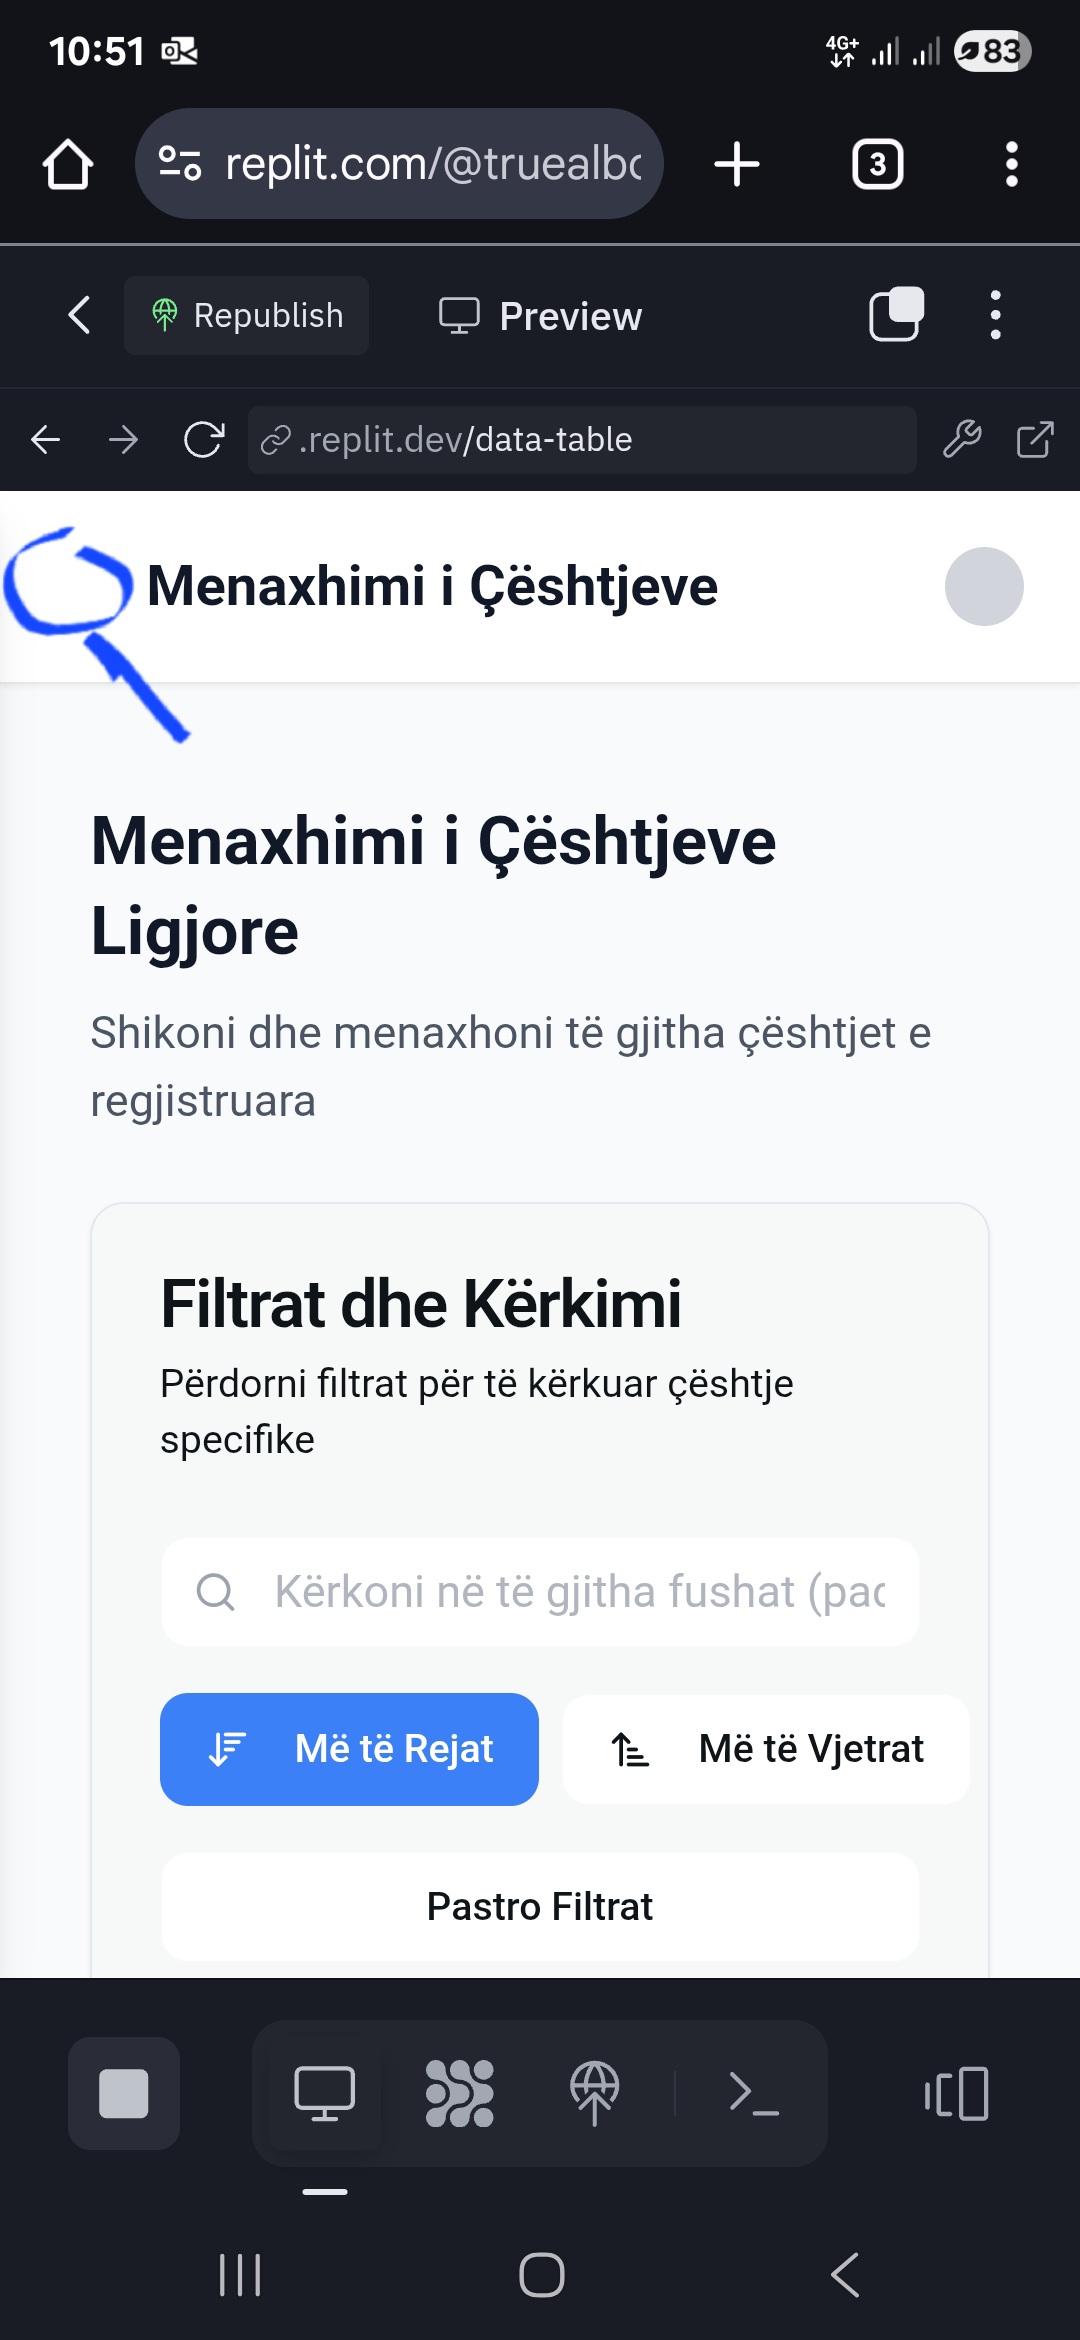 10:51
4G+
83
replit.com/@truealbo
3
Republish
Preview
.replit.dev/data-table
Menaxhimi i Çështjeve
Menaxhimi i Çështjeve
Ligjore
Shikoni dhe menaxhoni të gjitha çështjet e
regjistruara
Filtrat dhe Kërkimi
Përdorni filtrat për të kërkuar çështje
specifike
Kërkoni në të gjitha fushat (pad
Më të Rejat
Më të Vjetrat
Pastro Filtrat